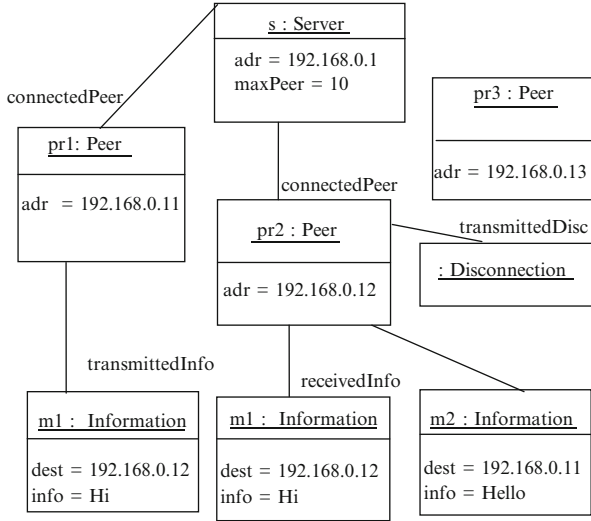 s : Server
adr = 192.168.0.1
maxPeer = 10
connectedPeer
pr3 : Peer
adr = 192.168.0.13
pr1: Peer
adr = 192.168.0.11
connectedPeer
pr2 : Peer
adr = 192.168.0.12
transmittedDisc
: Disconnection
transmittedInfo
receivedInfo
m1 : Information
dest = 192.168.0.12
info = Hi
m1 : Information
dest = 192.168.0.12
info = Hi
m2 : Information
dest = 192.168.0.11
info = Hello